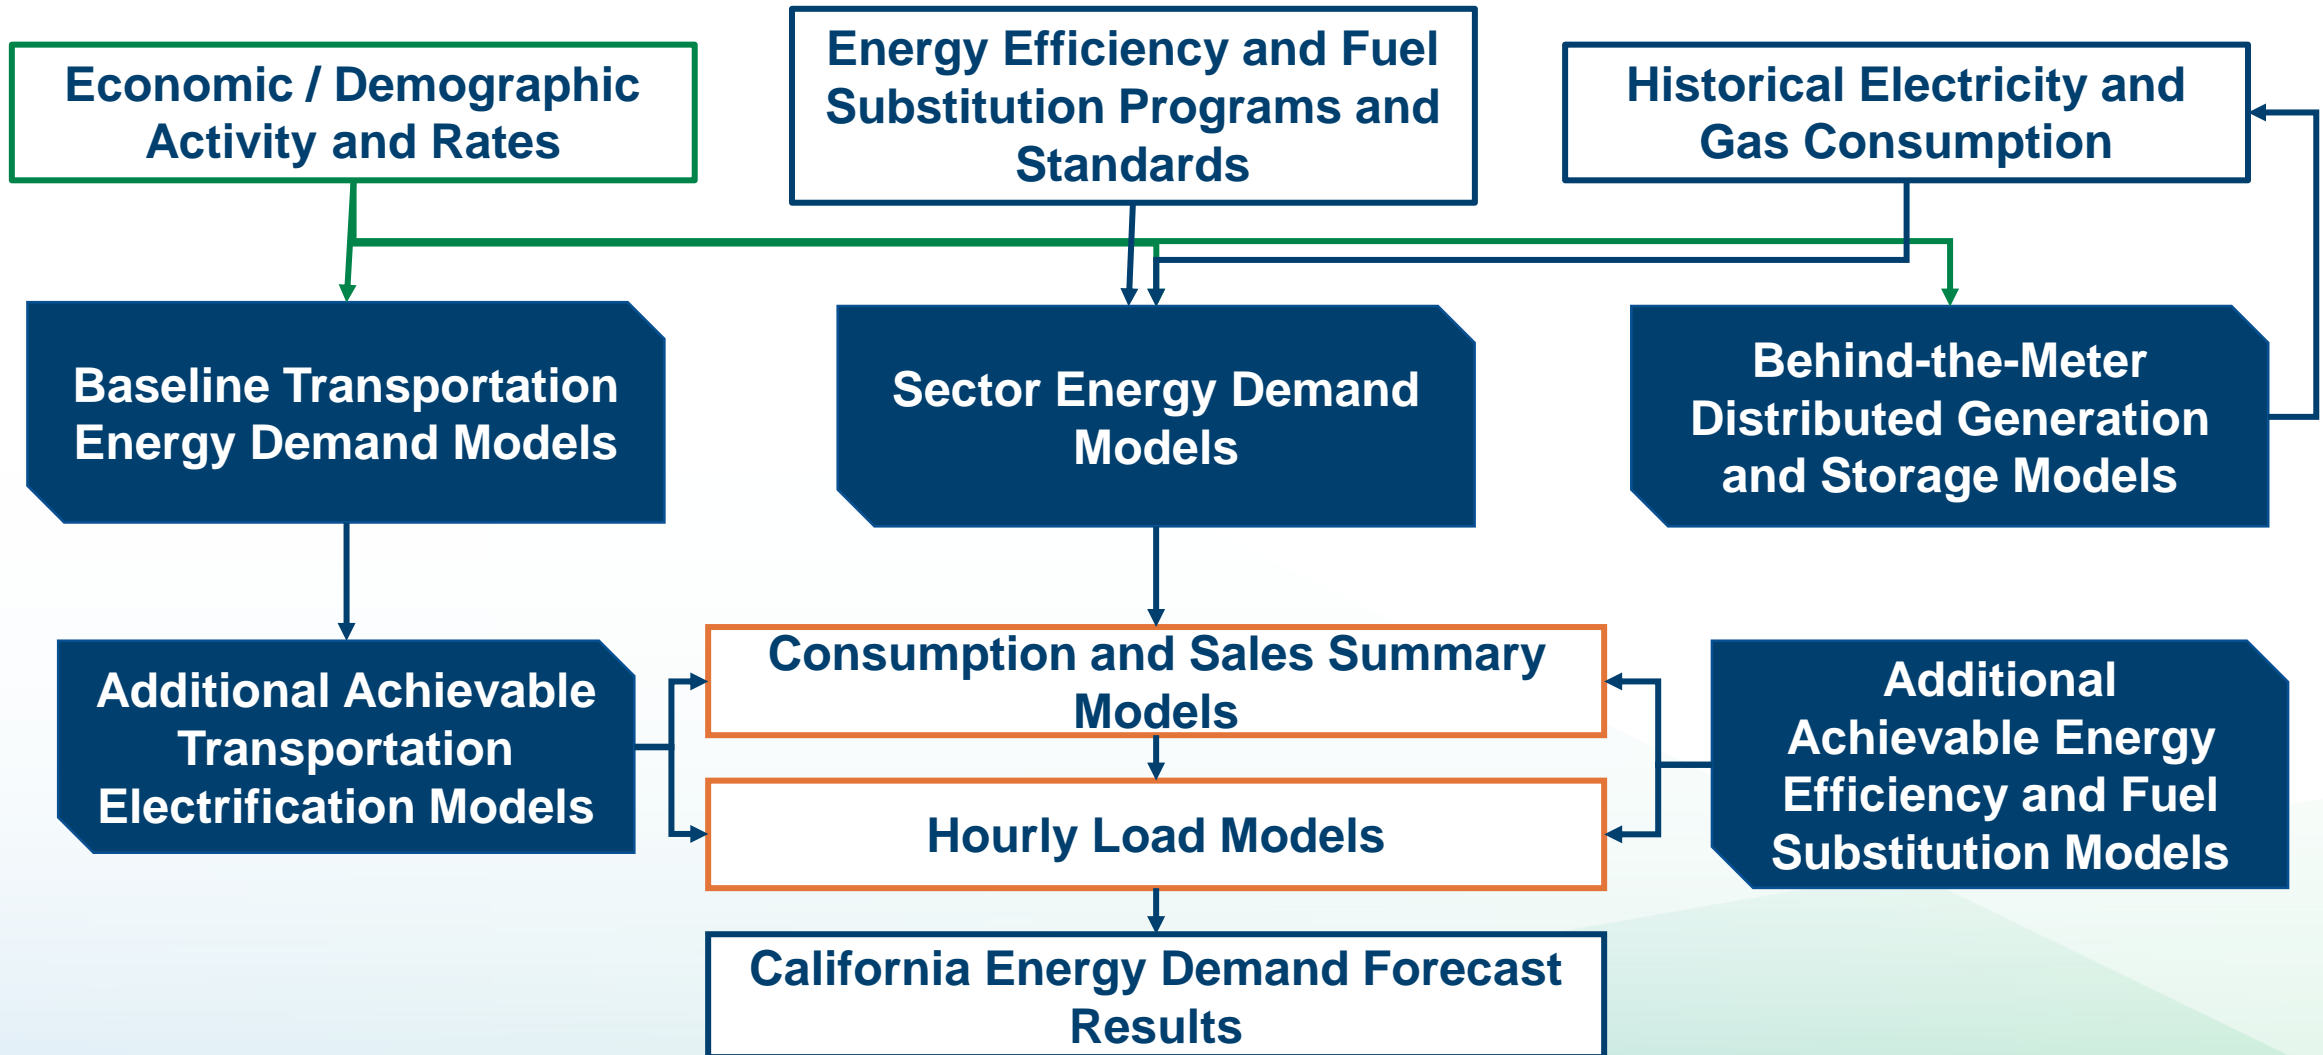 Economic / Demographic
Activity and Rates
Energy Efficiency and Fuel
Substitution Programs and
Standards
Historical Electricity and
Gas Consumption
Baseline Transportation
Energy Demand Models
Sector Energy Demand
Models
Behind-the-Meter
Distributed Generation
and Storage Models
Additional Achievable
Transportation
Electrification Models
Consumption and Sales Summary
Models
Hourly Load Models
Additional
Achievable Energy
Efficiency and Fuel
Substitution Models
California Energy Demand Forecast
Results